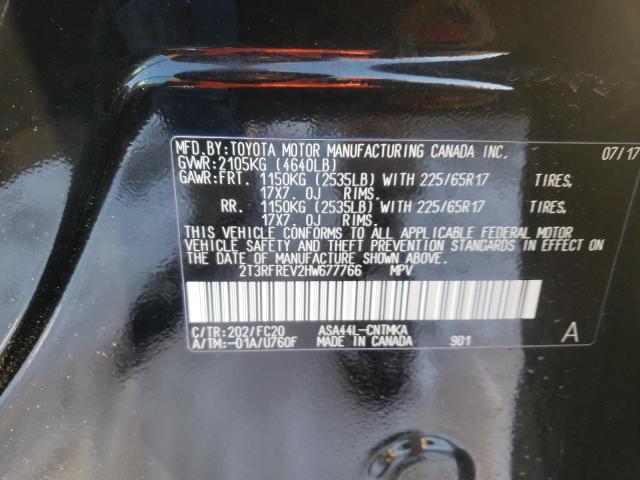 MFD.BY:TOYOTA MOTOR MANUFACTURING CANADA INC. 07/17
GVWR:2105KG (4640LB)
GAWR:FRT. 1150KG (2535LB) WITH 225/65R17 TIRES,
17X7.0J RIMS.
RR. 1150KG (2535LB) WITH 225/65R17 TIRES,
17X7.0J RIMS.
THIS VEHICLE CONFORMS TO ALL APPLICABLE FEDERAL MOTOR
VEHICLE SAFETY AND THEFT PREVENTION STANDARDS IN EFFECT ON
THE DATE OF MANUFACTURE SHOWN ABOVE.
2T3RFREV2HW677766 MPV
C/TR:202/FC20 ASA44L-CNTMKA A
A/TM:-01A/U760F MADE IN CANADA 901